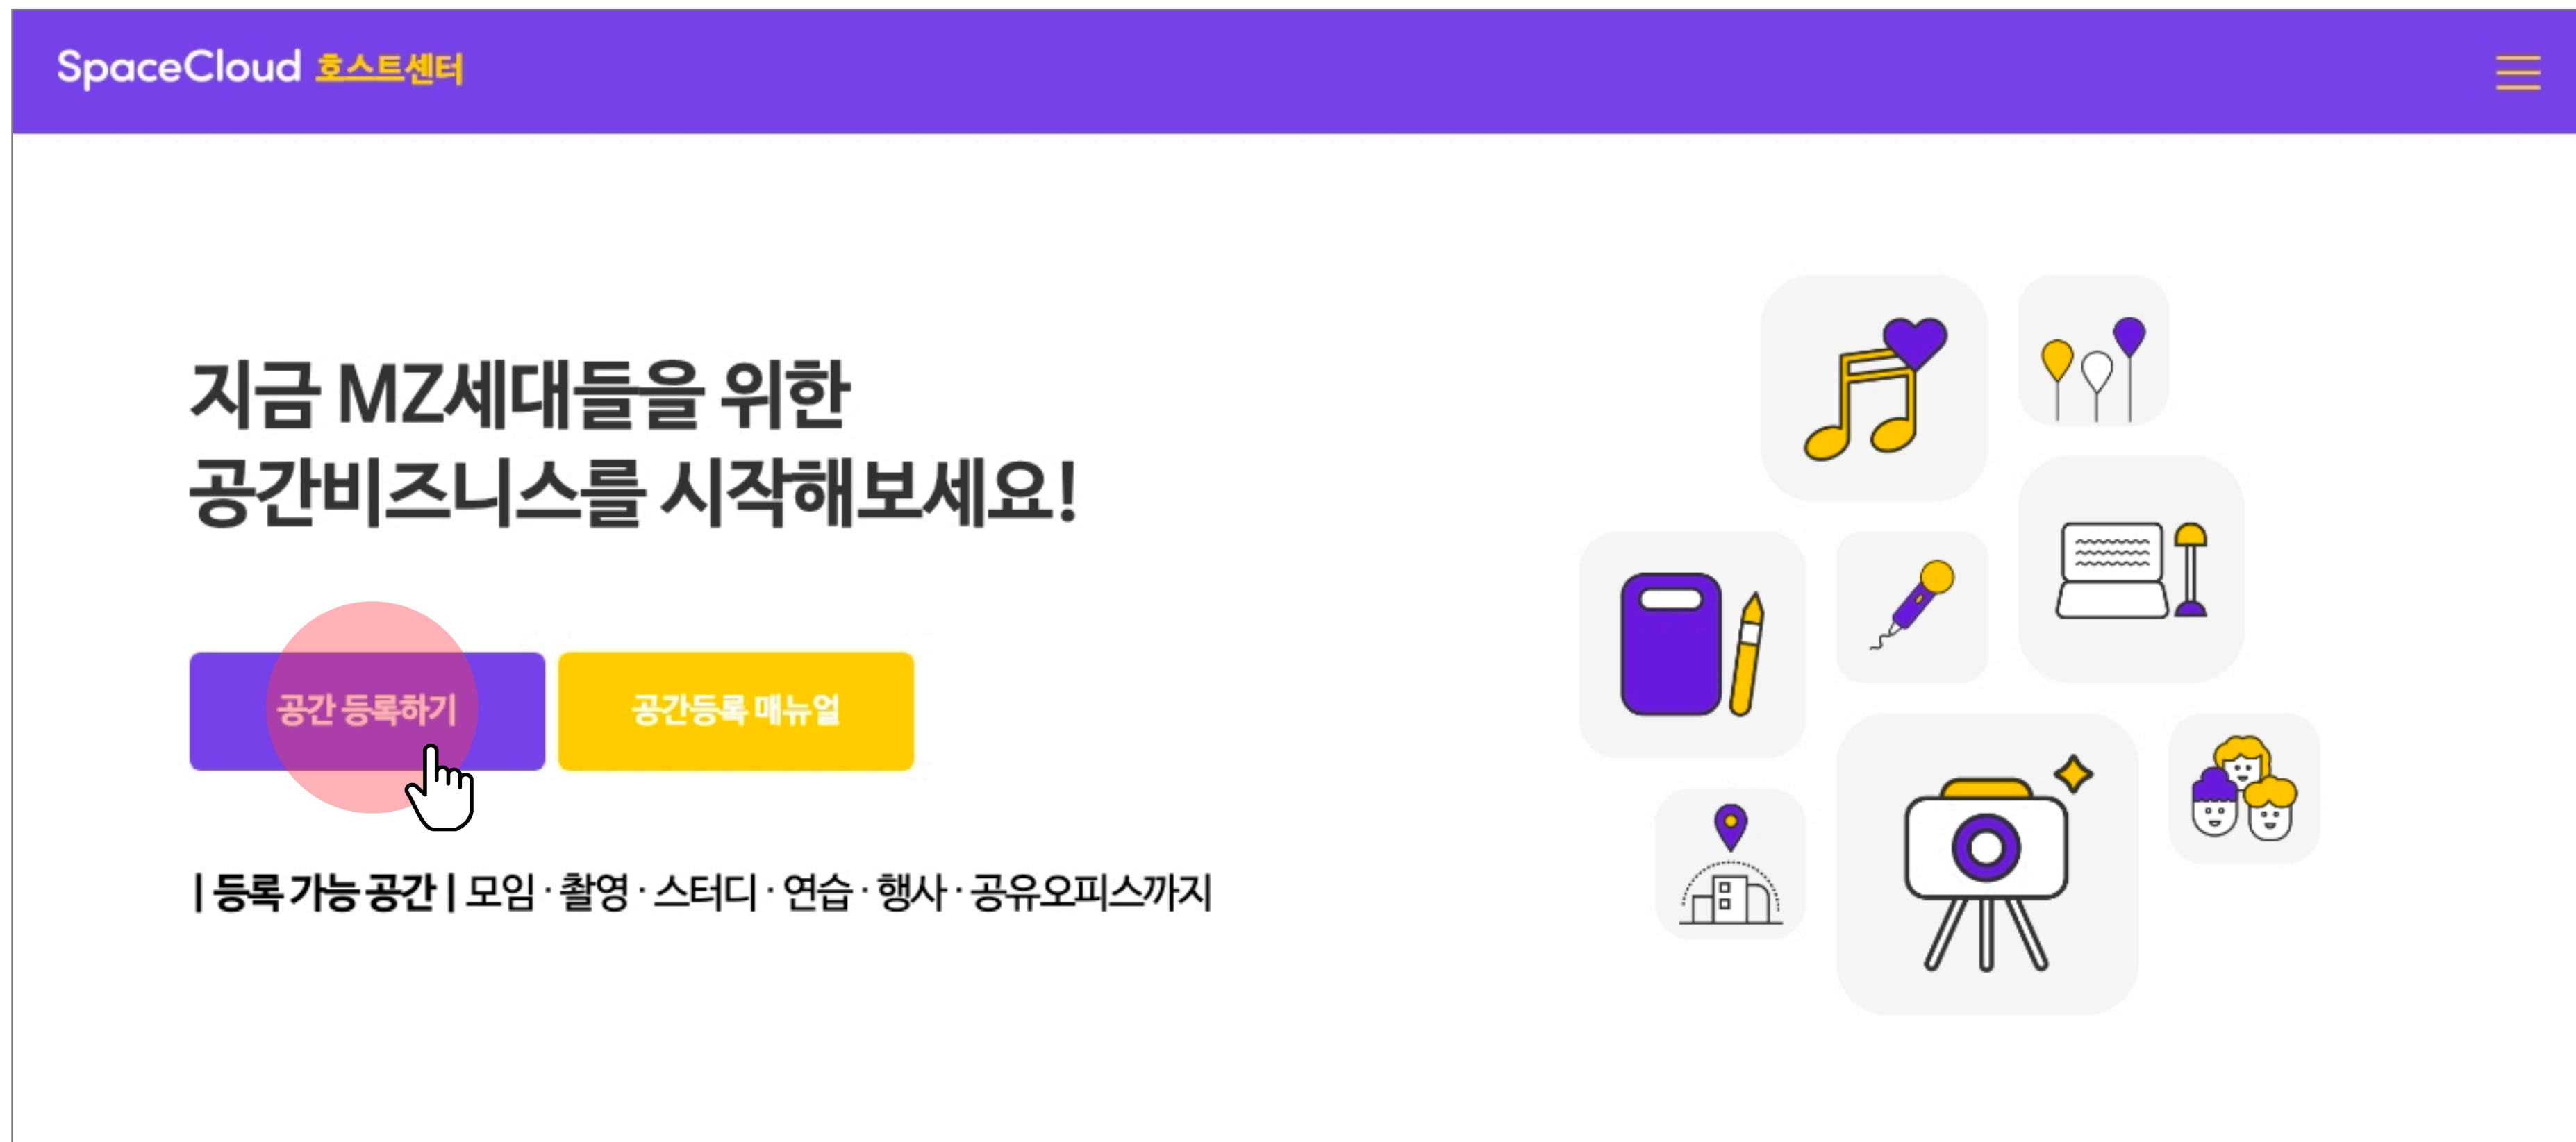 SpaceCloud 호스트센터
지금 MZ세대들을 위한
공간비즈니스를 시작해보세요!
공간 등록하기
공간등록 매뉴얼
| 등록 가능 공간 | 모임 · 촬영 · 스터디 · 연습 · 행사 · 공유오피스까지